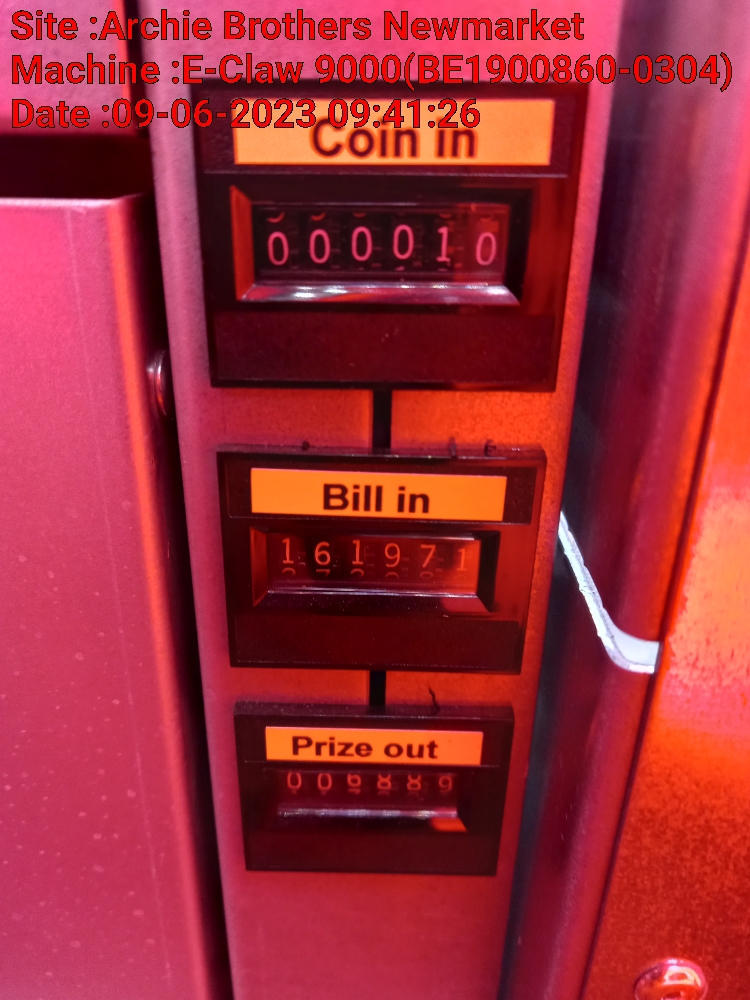 Site :Archie Brothers Newmarket
Machine :E-Claw 9000(BE1900860-0304)
Date :09-06-2023 09:41:26
Coin in
000010
Bill in
161971
Prize out
006889